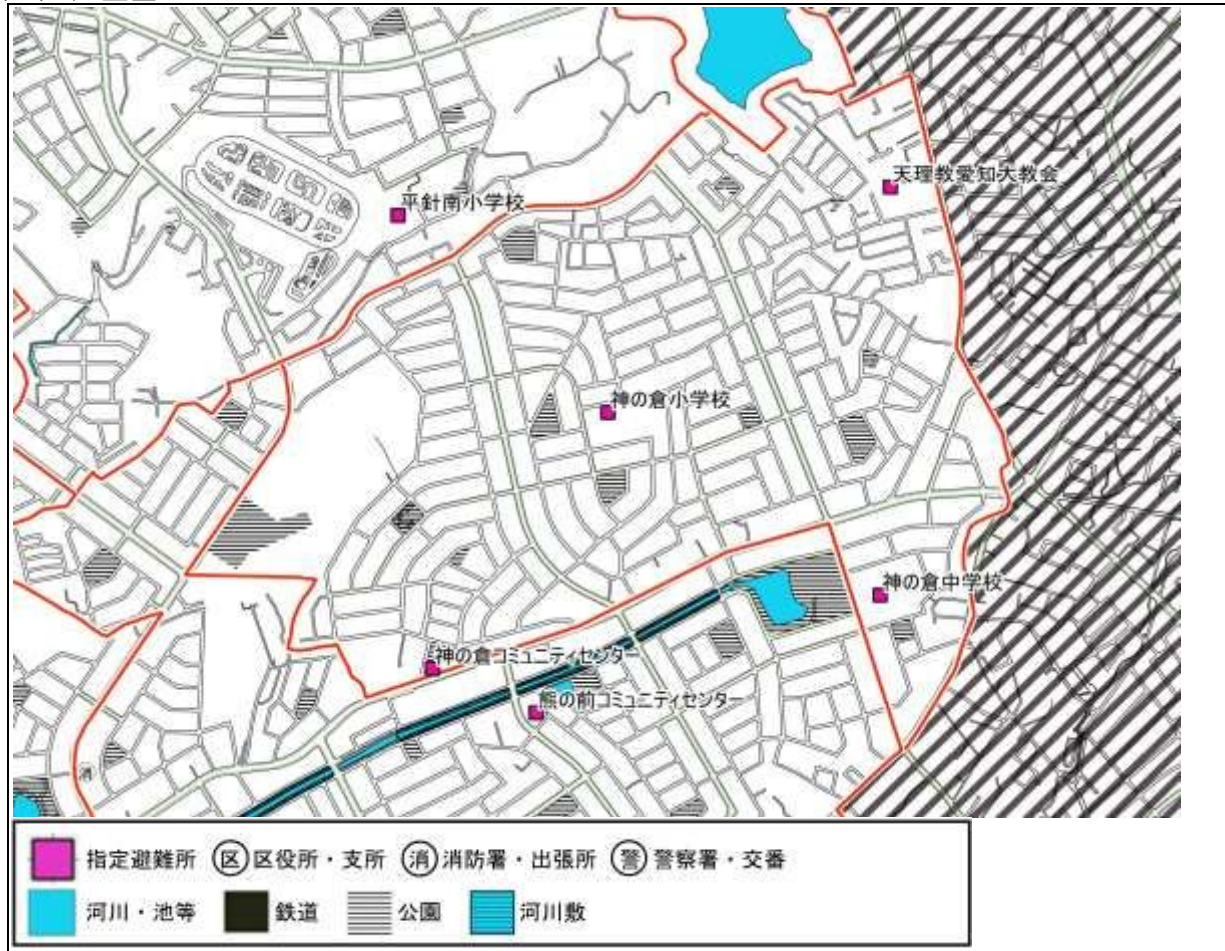 天理教愛知大教会
平針南小学校
神の倉小学校
神の倉中学校
神の倉コミュニティセンター
熊の前コミュニティセンター
消
指定避難所 区 区役所・支所 消 消防署・出張所 警 警察署・交番
河川・池等 鉄道 公園 河川敷